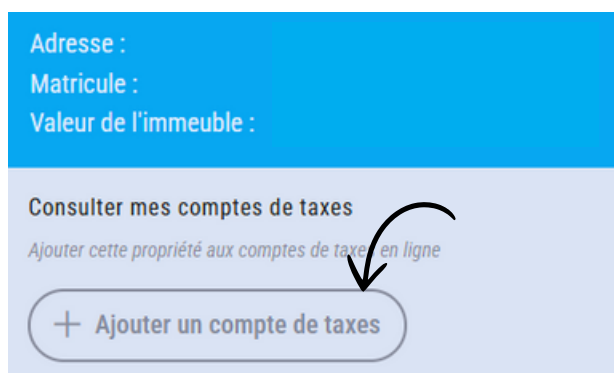 Adresse :
Matricule :
Valeur de l'immeuble :
Consulter mes comptes de taxes
Ajouter cette propriété aux comptes de taxes en ligne
+ Ajouter un compte de taxes